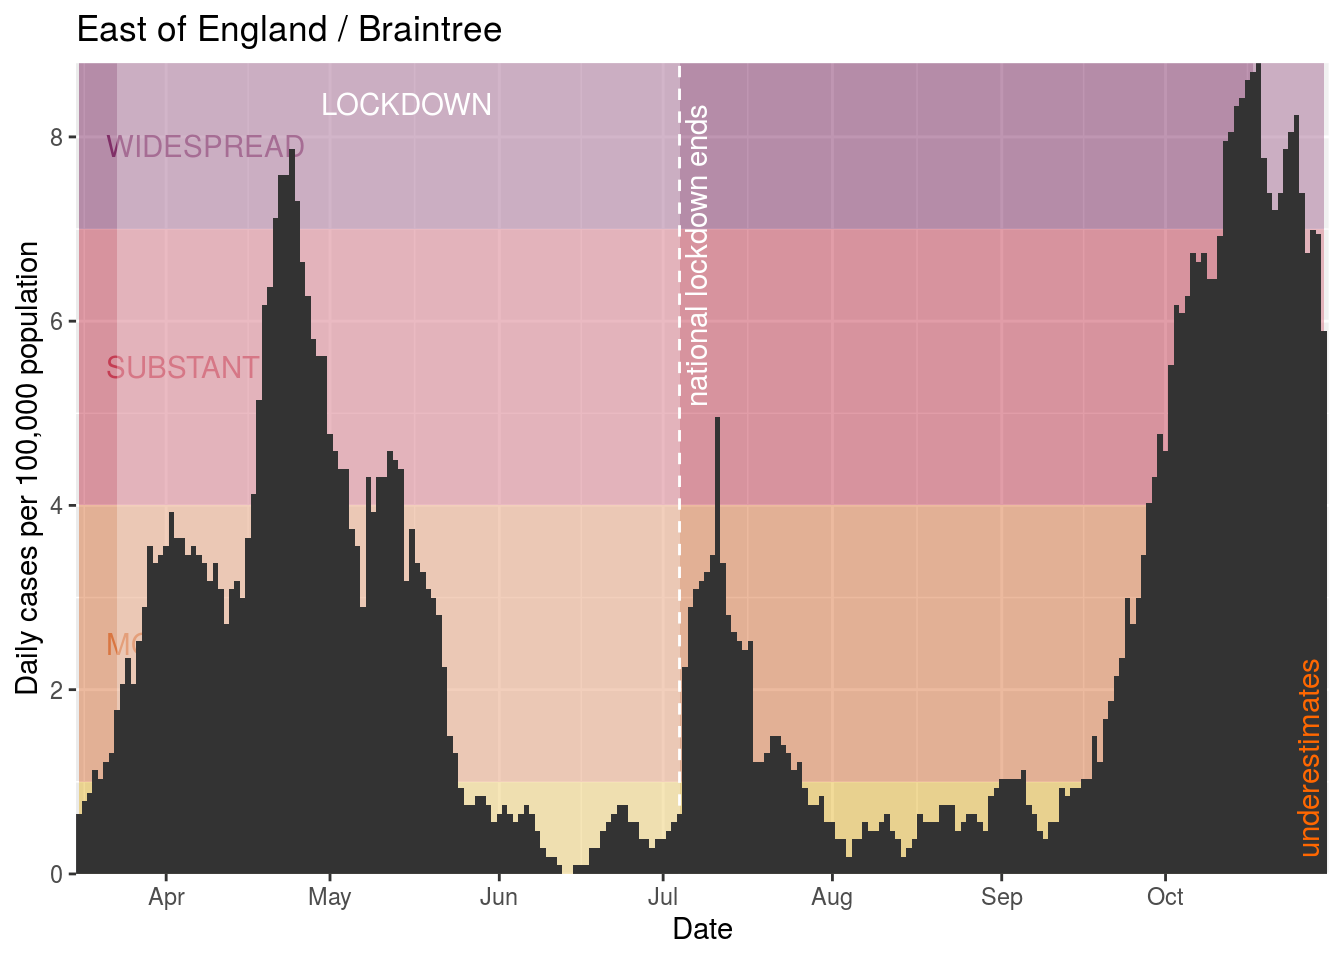 East of England / Braintree
LOCKDOWN
WIDESPREAD
SUBSTANT
national lockdown ends
underestimates
Daily cases per 100,000 population
8
6
4
2
0
Apr
May
Jun
Jul
Aug
Sep
Oct
Date